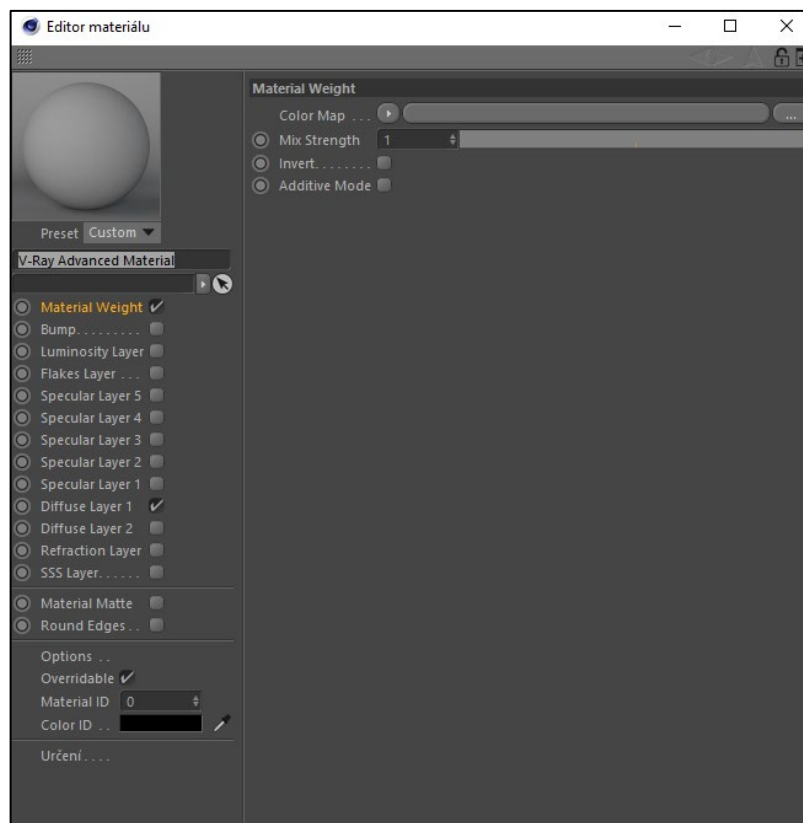 Editor materiálu
Material Weight
Color Map . . . ...
Mix Strength 1
Invert. . . . . . . .
Additive Mode
Preset Custom
V-Ray Advanced Material
Material Weight
Bump. . . . . . . . .
Luminosity Layer
Flakes Layer . . .
Specular Layer 5
Specular Layer 4
Specular Layer 3
Specular Layer 2
Specular Layer 1
Diffuse Layer 1
Diffuse Layer 2
Refraction Layer
SSS Layer. . . . . .
Material Matte
Round Edges . .
Options . .
Overridable
Material ID 0
Color ID . .
Určení . . . .